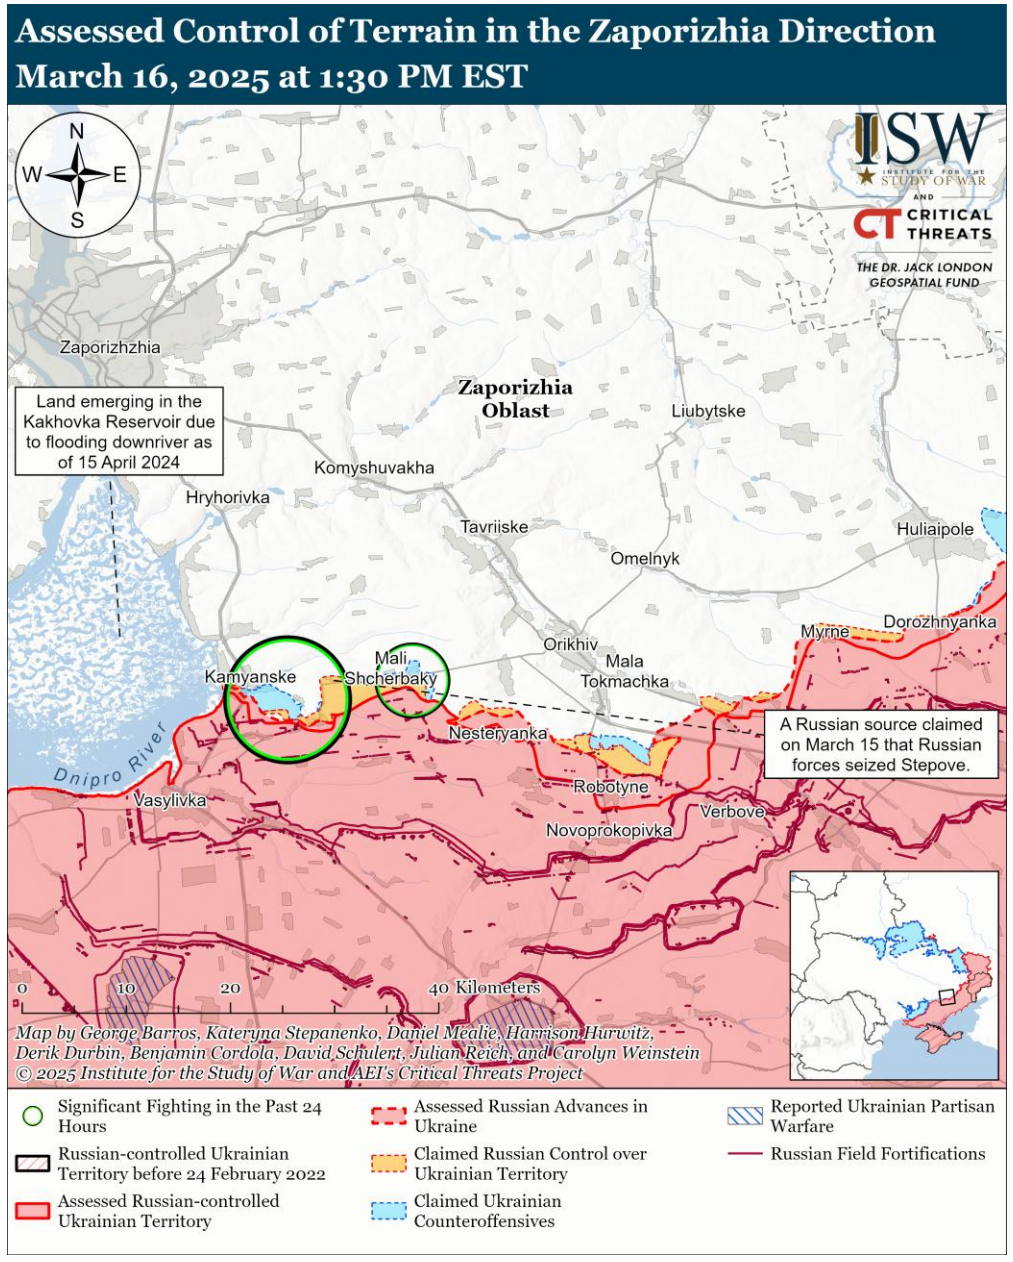 Assessed Control of Terrain in the Zaporizhia Direction
March 16, 2025 at 1:30 PM EST
N
W
E
S
ISW
INSTITUTE FOR THE
STUDY OF WAR
AND
CT CRITICAL
THREATS
THE DR. JACK LONDON
GEOSPATIAL FUND
Zaporizhzhia
Land emerging in the
Kakhovka Reservoir due
to flooding downriver as
of 15 April 2024
Zaporizhia
Oblast
Liubytske
Komyshuvakha
Hryhorivka
Tavriiske
Huliaipole
Omelnyk
Dorozhnyanka
Myrne
Orikhiv
Mala
Tokmachka
Mali
Shcherbaky
Kamyanske
Nesteryanka
A Russian source claimed
on March 15 that Russian
forces seized Stepove.
Dnipro River
Robotyne
Vasylivka
Verbove
Novoprokopivka
0 10 20 40 Kilometers
Map by George Barros, Kateryna Stepanenko, Daniel Mealie, Harrison Hurwitz,
Derik Durbin, Benjamin Cordola, David Schulert, Julian Reich, and Carolyn Weinstein
© 2025 Institute for the Study of War and AEI's Critical Threats Project
Significant Fighting in the Past 24
Hours
Russian-controlled Ukrainian
Territory before 24 February 2022
Assessed Russian-controlled
Ukrainian Territory
Assessed Russian Advances in
Ukraine
Claimed Russian Control over
Ukrainian Territory
Claimed Ukrainian
Counteroffensives
Reported Ukrainian Partisan
Warfare
Russian Field Fortifications